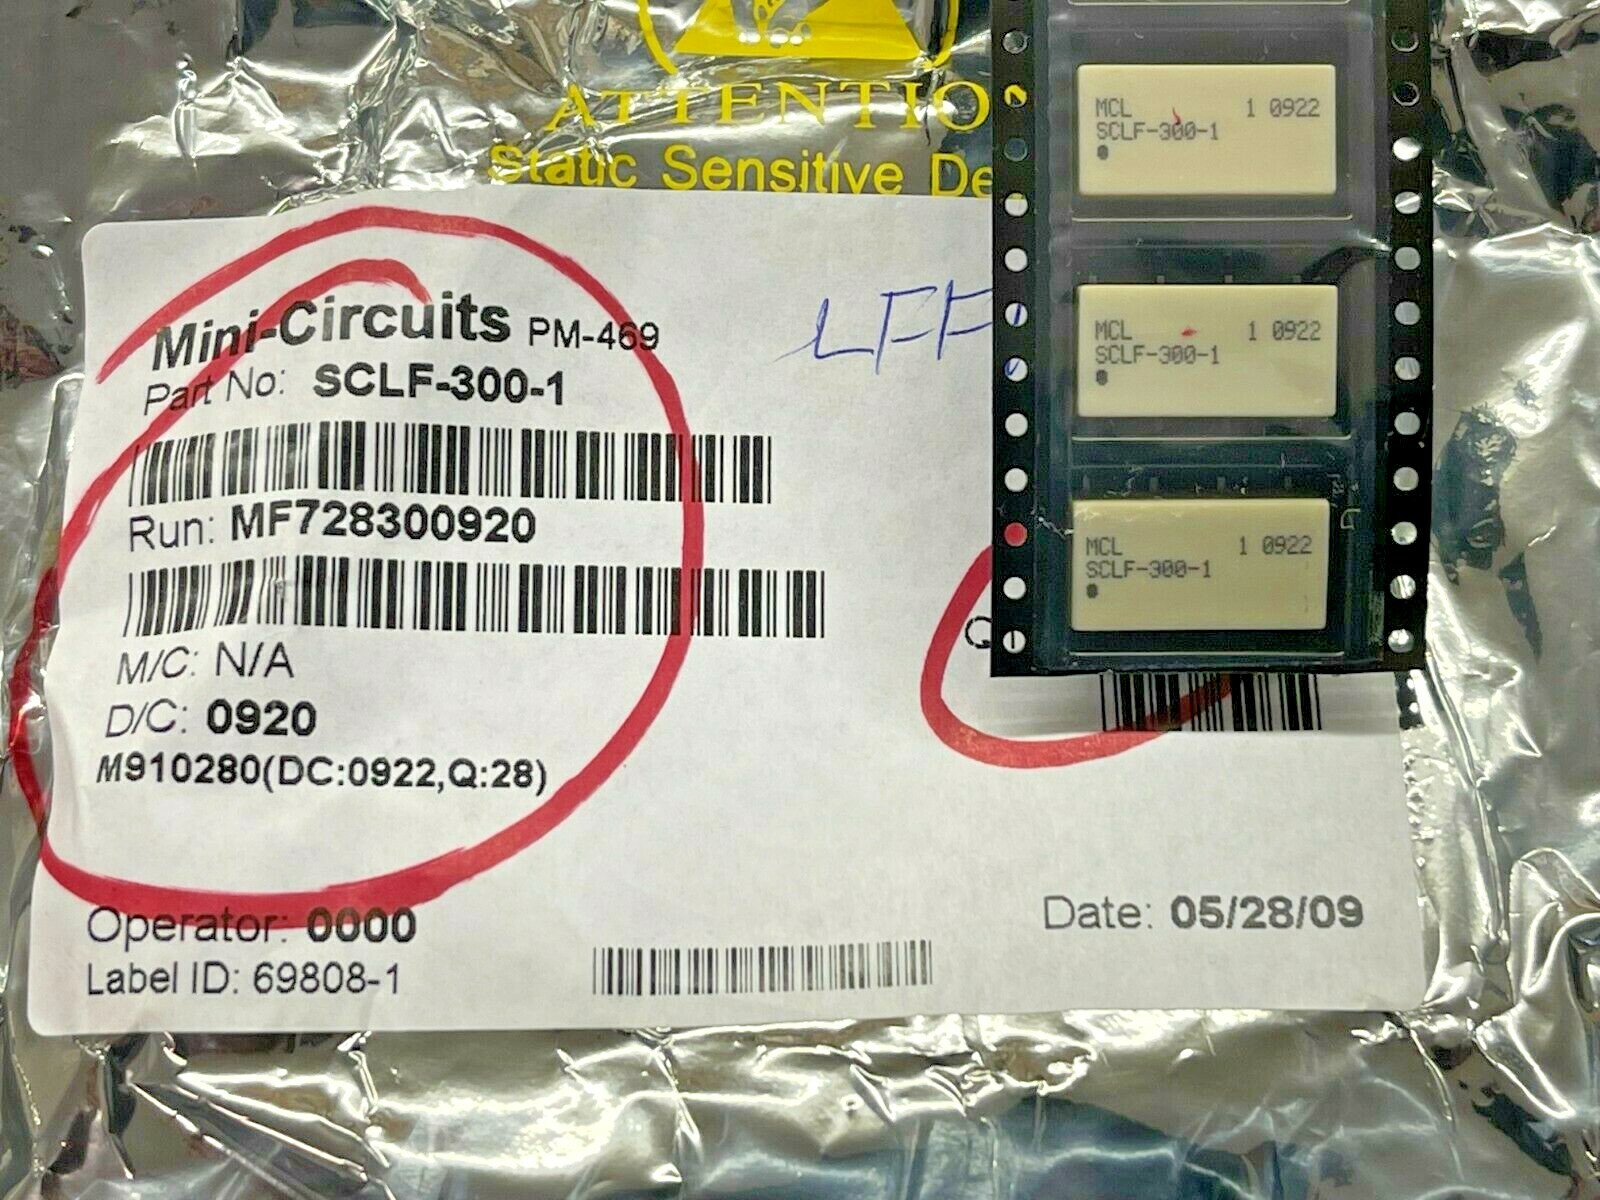 ATTENTIO
Static Sensitive De
Mini-Circuits PM-469
Part No: SCLF-300-1
Run: MF728300920
M/C: N/A
D/C: 0920
M910280(DC:0922,Q:28)
Operator: 0000
Label ID: 69808-1
LFF
Q
Date: 05/28/09
MCL 1 0922
SCLF-300-1
MCL 1 0922
SCLF-300-1
MCL 1 0922
SCLF-300-1